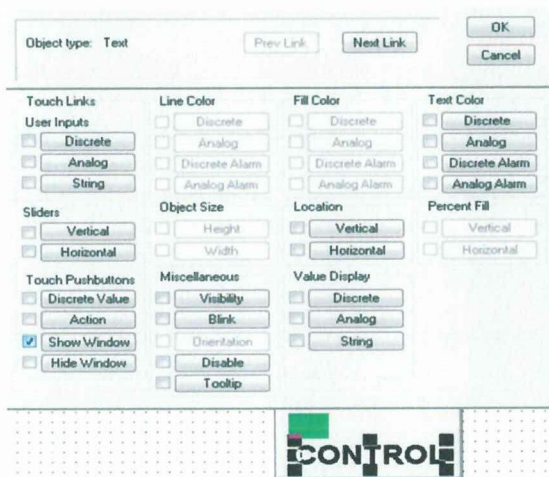 Object type: Text
Prev Link
Next Link
OK
Cancel
Touch Links
User Inputs
Discrete
Analog
String
Sliders
Vertical
Horizontal
Touch Pushbuttons
Discrete Value
Action
Show Window
Hide Window
Line Color
Discrete
Analog
Discrete Alarm
Analog Alarm
Object Size
Height
Width
Miscellaneous
Visibility
Blink
Orientation
Disable
Tooltip
Fill Color
Discrete
Analog
Discrete Alarm
Analog Alarm
Location
Vertical
Horizontal
Value Display
Discrete
Analog
String
Text Color
Discrete
Analog
Discrete Alarm
Analog Alarm
Percent Fill
Vertical
Horizontal
CONTROL